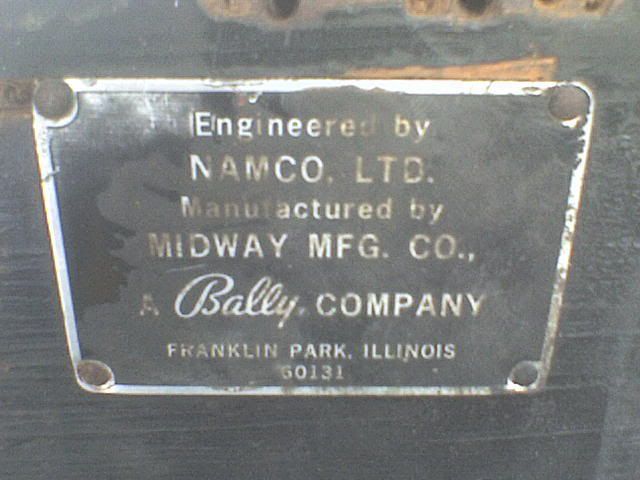 Engineered by
NAMCO, LTD.
Manufactured by
MIDWAY MFG. CO.,
A Bally COMPANY
FRANKLIN PARK, ILLINOIS
60131